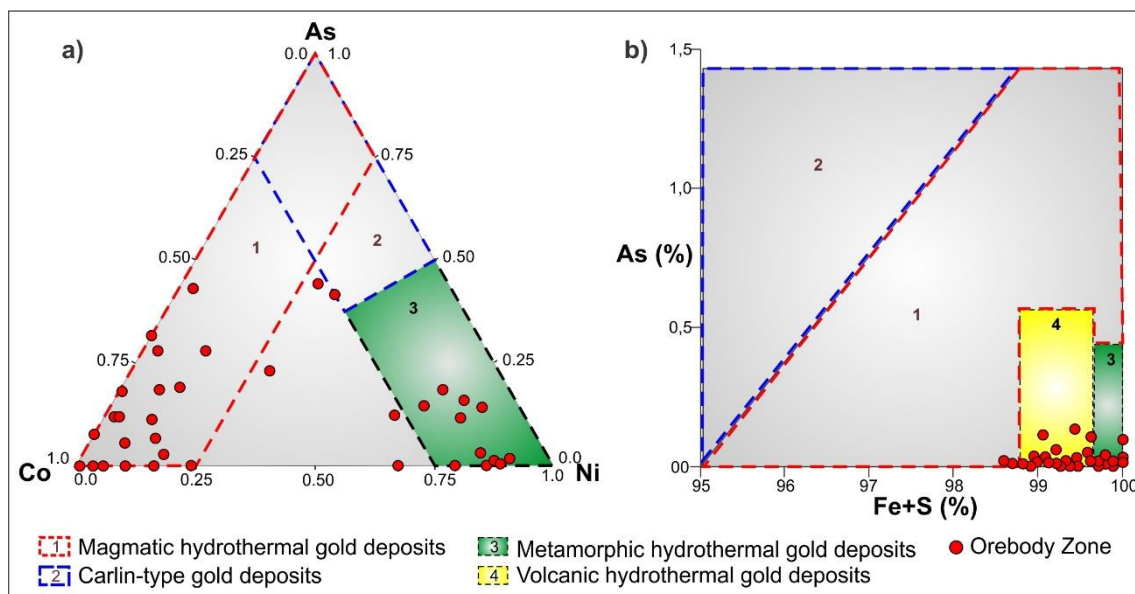 a)
As
0.0 1.0
0.25 0.75
1 2
0.50 0.50
3
0.75 0.25
Co 1.0 0.0 Ni
0.0 0.25 0.50 0.75 1.0
b)
1,5
2
1,0
As (%)
1
0,5
4
3
00
95 96 97 98 99 100
Fe+S (%)
1 Magmatic hydrothermal gold deposits
2 Carlin-type gold deposits
3 Metamorphic hydrothermal gold deposits
4 Volcanic hydrothermal gold deposits
Orebody Zone